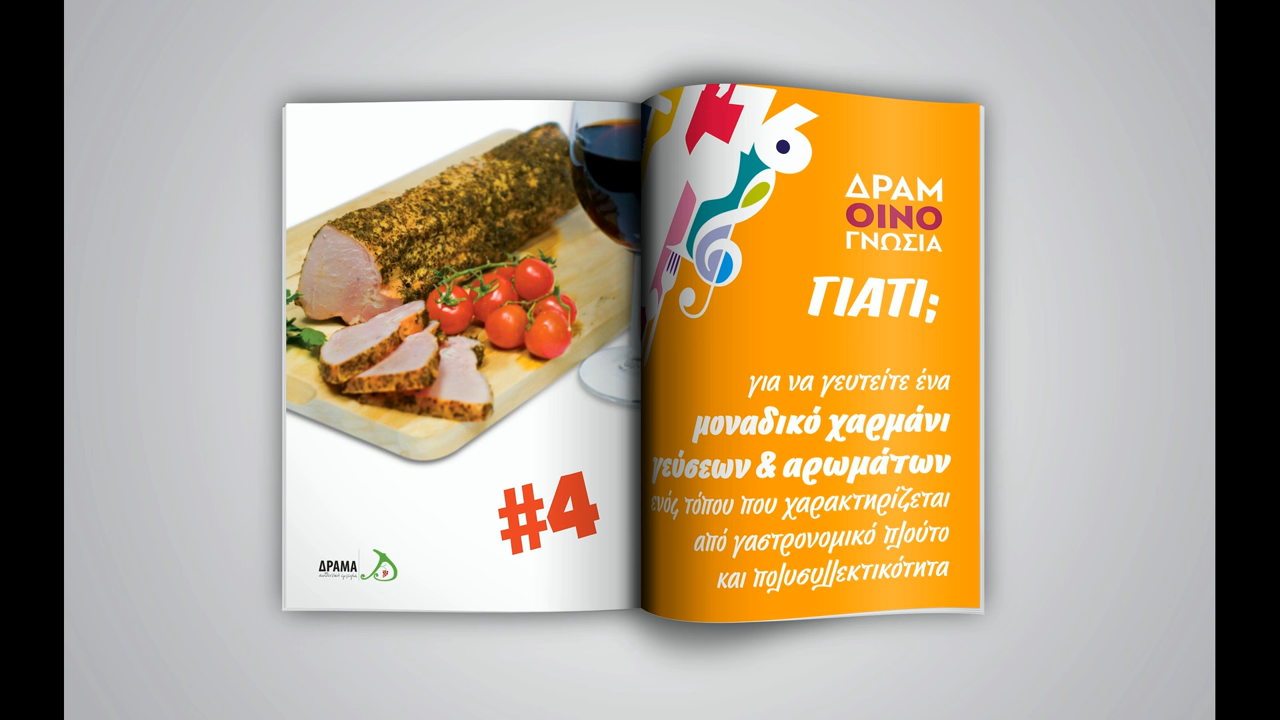 #4
ΔΡΑΜΑ
6
ΔΡΑΜ
ΟΙΝΟ
ΓΝΩΣΙΑ
ΓΙΑΤΙ;
για να γευτείτε ένα
μοναδικό χαρμάνι
γεύσεων & αρωμάτων
ενός τόπου που χαρακτηρίζεται
από γαστρονομικό πλούτο
και πολυσυλλεκτικότητα